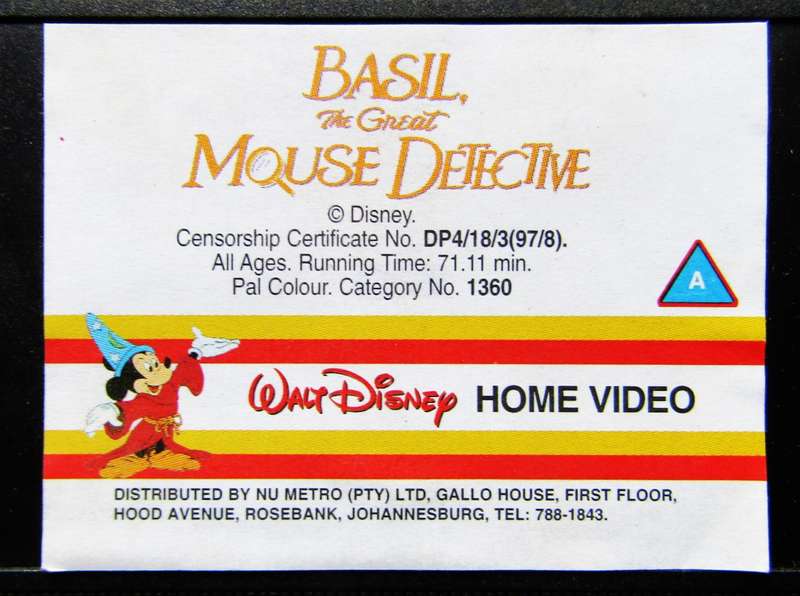 BASIL,
THE GREAT
MOUSE DETECTIVE
© Disney.
Censorship Certificate No. DP4/18/3(97/8).
All Ages. Running Time: 71.11 min.
Pal Colour. Category No. 1360
A
WALT DISNEY HOME VIDEO
DISTRIBUTED BY NU METRO (PTY) LTD, GALLO HOUSE, FIRST FLOOR,
HOOD AVENUE, ROSEBANK, JOHANNESBURG, TEL: 788-1843.